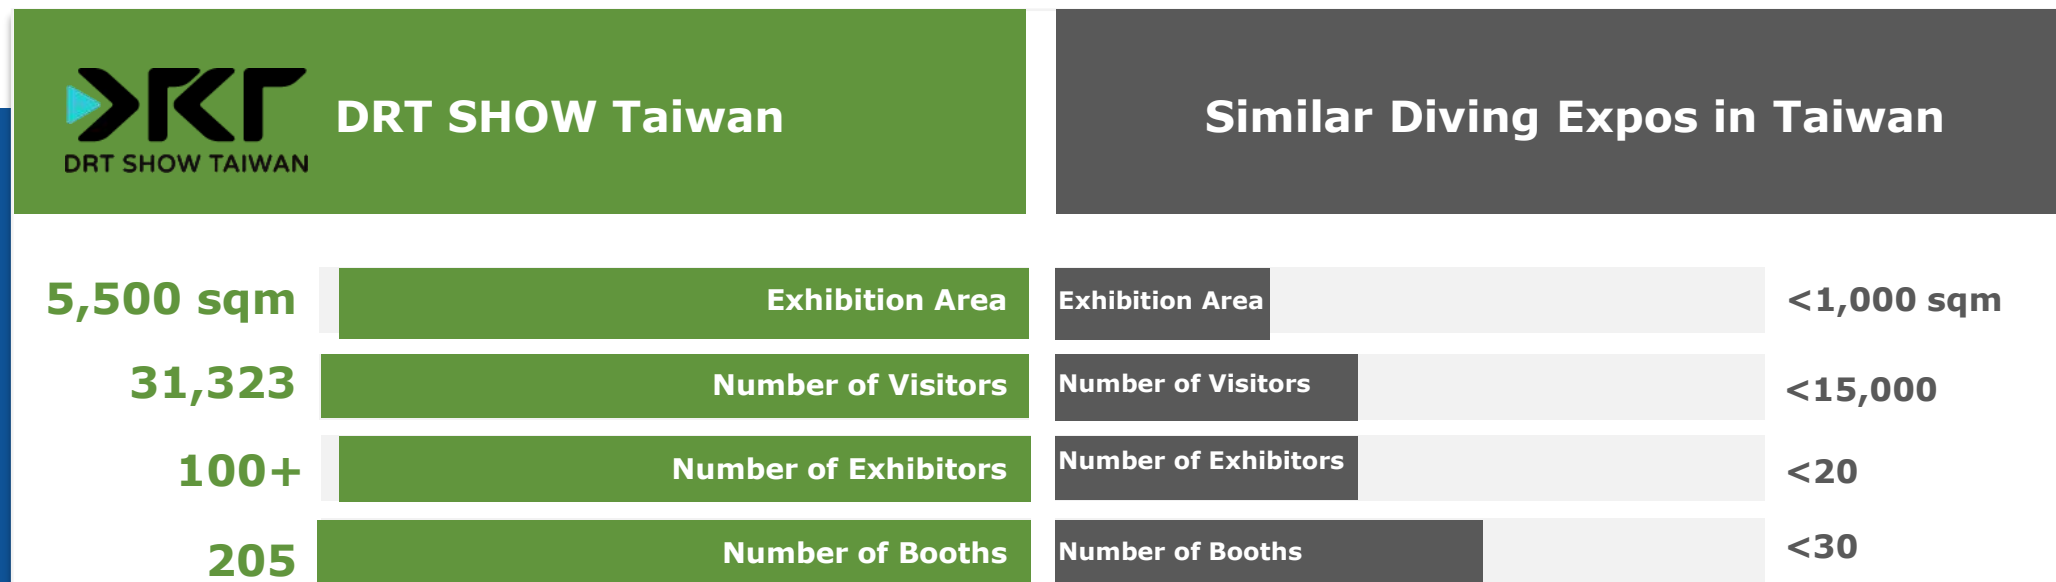 DRT SHOW TAIWAN
DRT SHOW Taiwan
Similar Diving Expos in Taiwan
5,500 sqm
Exhibition Area
Exhibition Area
<1,000 sqm
31,323
Number of Visitors
Number of Visitors
<15,000
100+
Number of Exhibitors
Number of Exhibitors
<20
205
Number of Booths
Number of Booths
<30